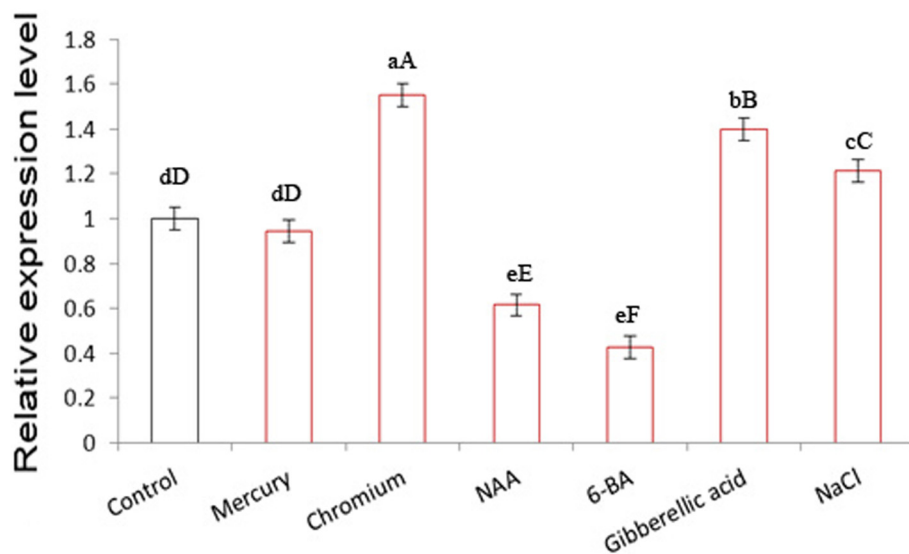 Relative expression level
1.8
1.6
1.4
1.2
1
0.8
0.6
0.4
0.2
0
dD
dD
aA
eE
eF
bB
cC
Control
Mercury
Chromium
NAA
6-BA
Gibberellic acid
NaCl